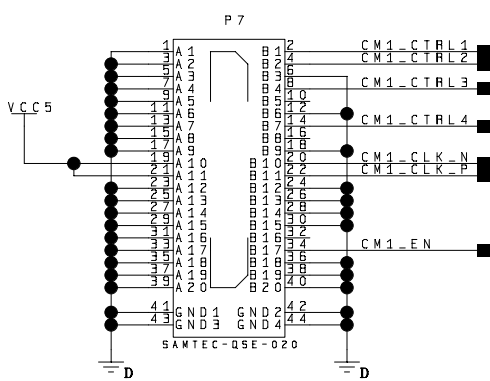 P7
1 A1 B1 2 CM1_CTRL1
3 A2 B2 4 CM1_CTRL2
5 A3 B3 6
7 A4 B4 8 CM1_CTRL3
9 A5 B5 10
11 A6 B6 12
13 A7 B7 14 CM1_CTRL4
15 A8 B8 16
17 A9 B9 18
19 A10 B10 20 CM1_CLK_N
21 A11 B11 22 CM1_CLK_P
23 A12 B12 24
25 A13 B13 26
27 A14 B14 28
29 A15 B15 30
31 A16 B16 32
33 A17 B17 34 CM1_EN
35 A18 B18 36
37 A19 B19 38
39 A20 B20 40
41 GND1 GND2 42
43 GND3 GND4 44
SAMTEC-QSE-020
VCC5
D
D